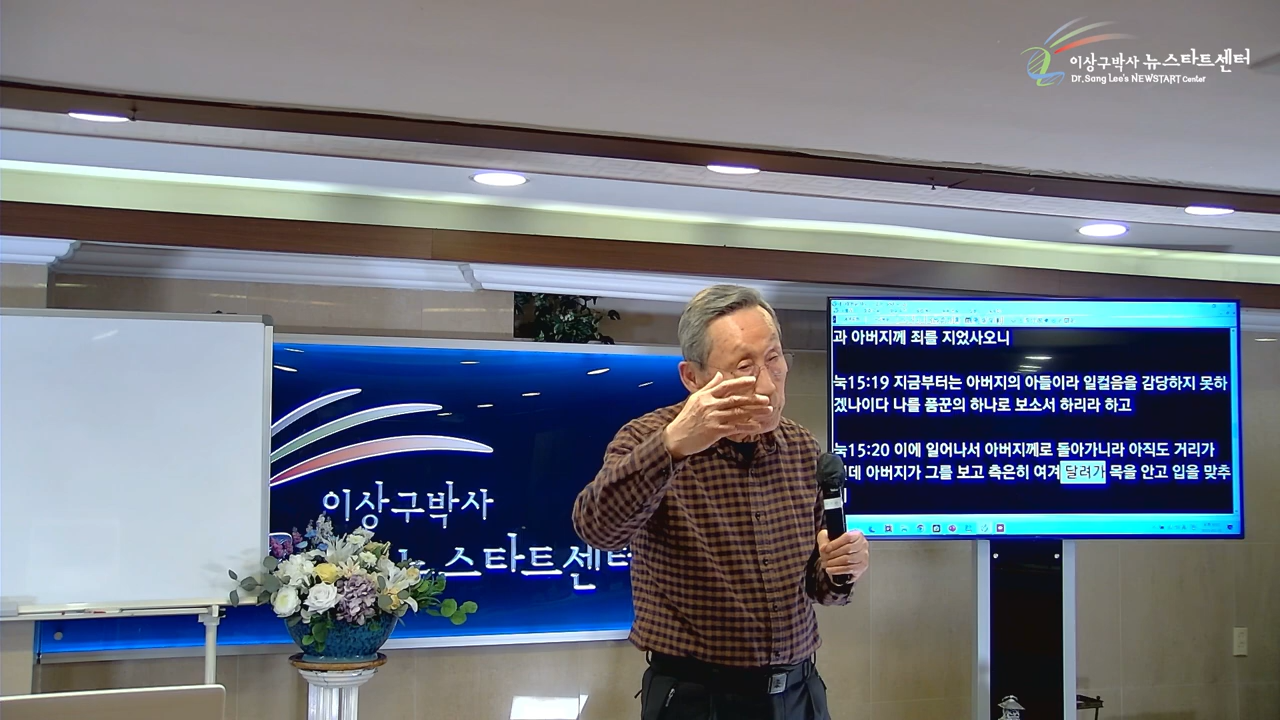 이상구박사 뉴스타트센터
Dr. Sang Lee's NEWSTART Center
과 아버지께 죄를 지었사오니
눅15:19 지금부터는 아버지의 아들이라 일컬음을 감당하지 못하
겠나이다 나를 품꾼의 하나로 보소서 하리라 하고
눅15:20 이에 일어나서 아버지께로 돌아가니라 아직도 거리가
데 아버지가 그를 보고 측은히 여겨 달려가 목을 안고 입을 맞추
이상구박사
뉴스타트센터